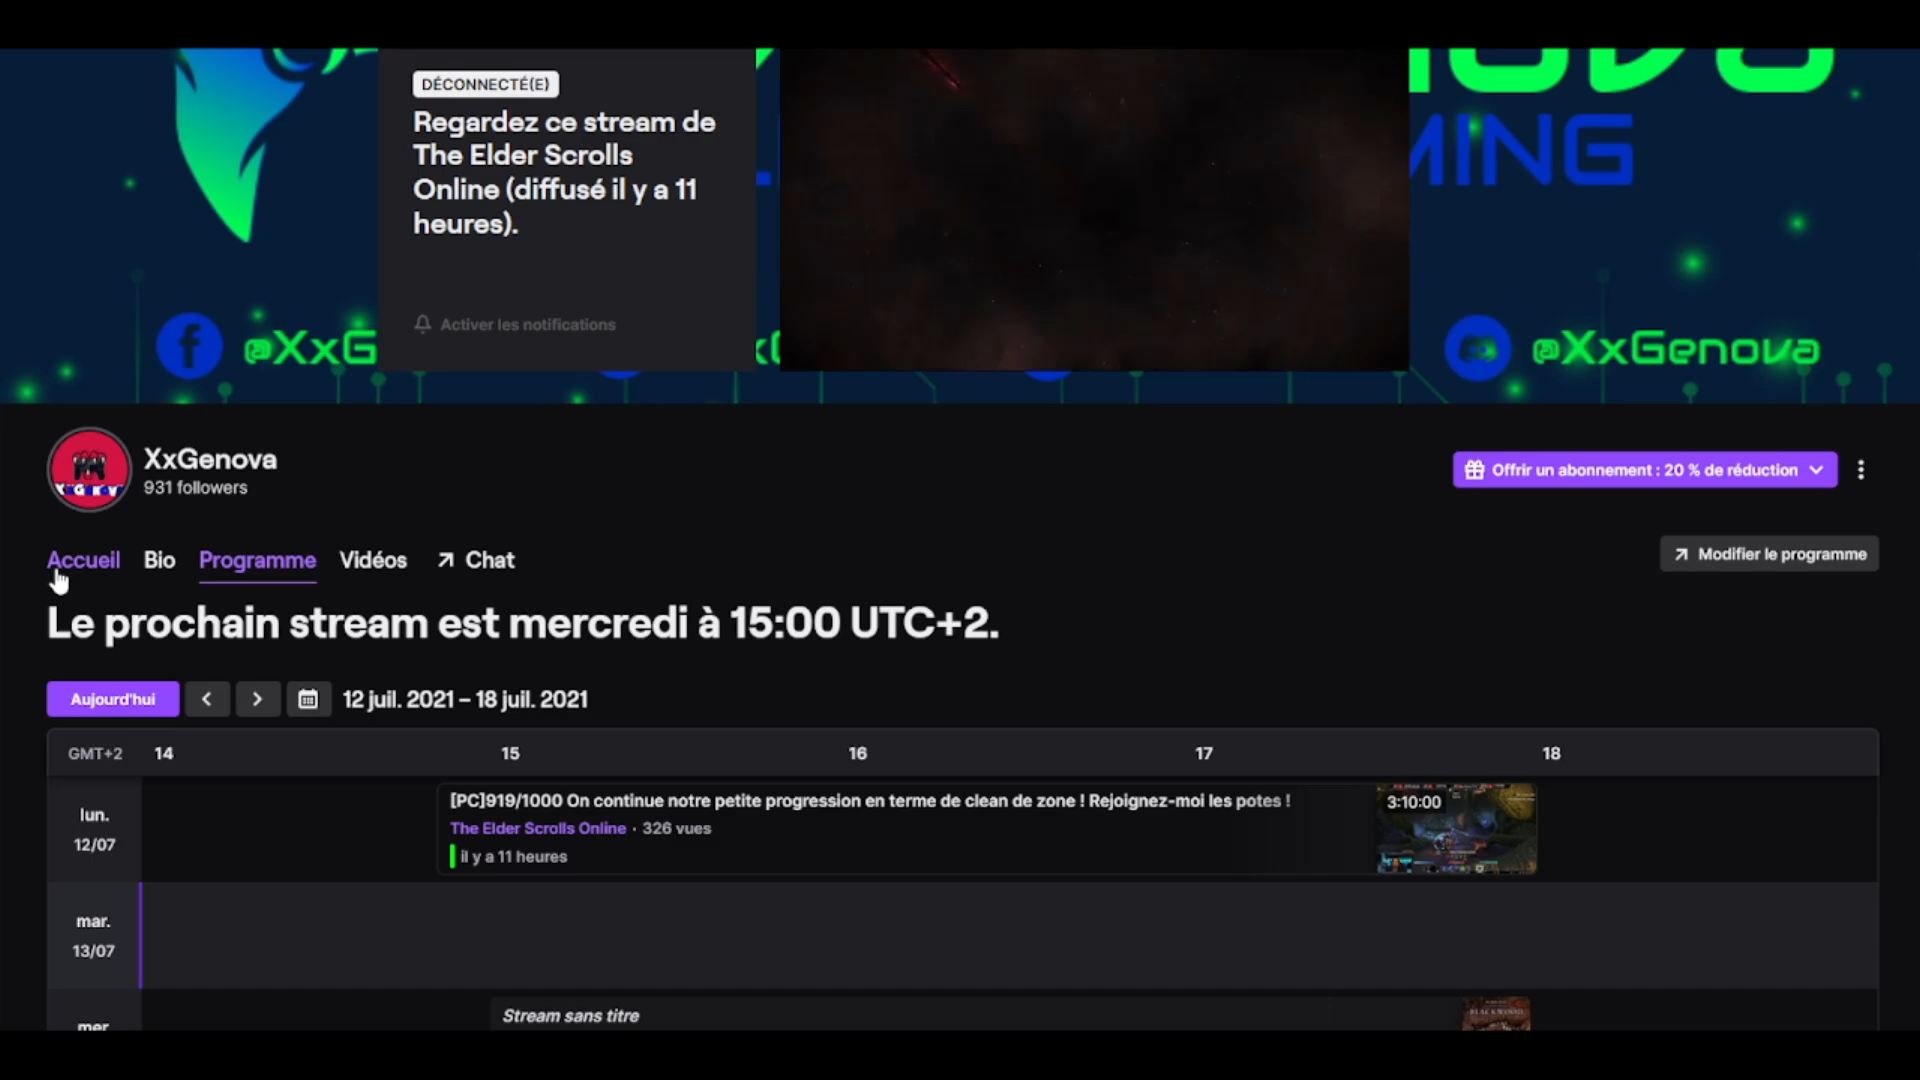 DÉCONNECTÉ(E)
Regardez ce stream de
The Elder Scrolls
Online (diffusé il y a 11
heures).
Activer les notifications
MING
@XxG
@XxGenova
XxGenova
931 followers
Offrir un abonnement : 20 % de réduction
Accueil Bio Programme Vidéos Chat
Modifier le programme
Le prochain stream est mercredi à 15:00 UTC+2.
Aujourd'hui
12 juil. 2021 – 18 juil. 2021
GMT+2 14 15 16 17 18
lun.
12/07
[PC]919/1000 On continue notre petite progression en terme de clean de zone ! Rejoignez-moi les potes !
The Elder Scrolls Online · 326 vues
il y a 11 heures
3:10:00
mar.
13/07
mer.
Stream sans titre